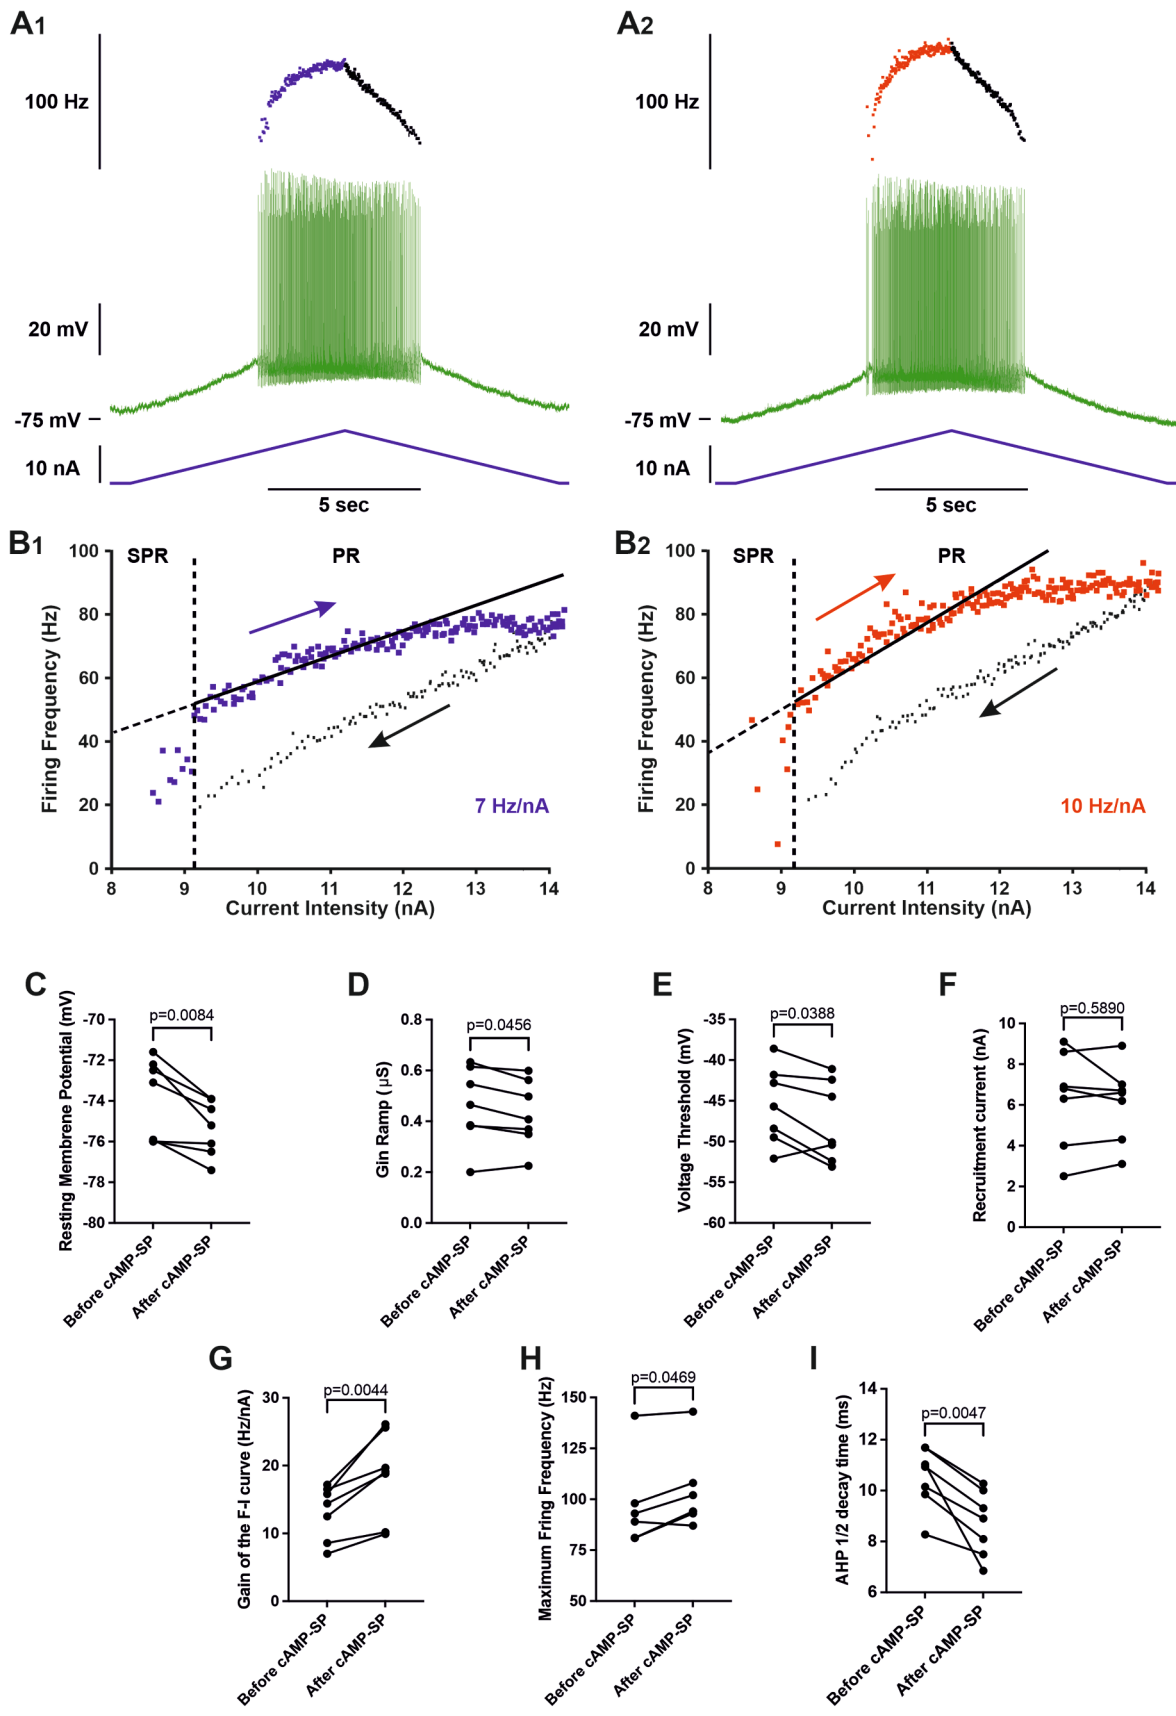 A1
A2
100 Hz
100 Hz
20 mV
20 mV
-75 mV
-75 mV
10 nA
10 nA
5 sec
5 sec
B1
B2
SPR
PR
SPR
PR
100
80
60
40
20
0
Firing Frequency (Hz)
7 Hz/nA
8 9 10 11 12 13 14
Current Intensity (nA)
100
80
60
40
20
0
Firing Frequency (Hz)
10 Hz/nA
8 9 10 11 12 13 14
Current Intensity (nA)
C
Resting Membrene Potential (mV)
p=0.0084
-70
-72
-74
-76
-78
-80
Before cAMP-SP
After cAMP-SP
D
Gin Ramp (µS)
p=0.0456
0.8
0.6
0.4
0.2
0.0
Before cAMP-SP
After cAMP-SP
E
Voltage Threshold (mV)
p=0.0388
-35
-40
-45
-50
-55
-60
Before cAMP-SP
After cAMP-SP
F
Recruitment current (nA)
p=0.5890
10
8
6
4
2
0
Before cAMP-SP
After cAMP-SP
G
Gain of the F-I curve (Hz/nA)
p=0.0044
30
20
10
0
Before cAMP-SP
After cAMP-SP
H
Maximum Fring Frequency (Hz)
p=0.0469
150
125
100
75
50
Before cAMP-SP
After cAMP-SP
I
AHP 1/2 decay time (ms)
p=0.0047
14
12
10
8
6
Before cAMP-SP
After cAMP-SP